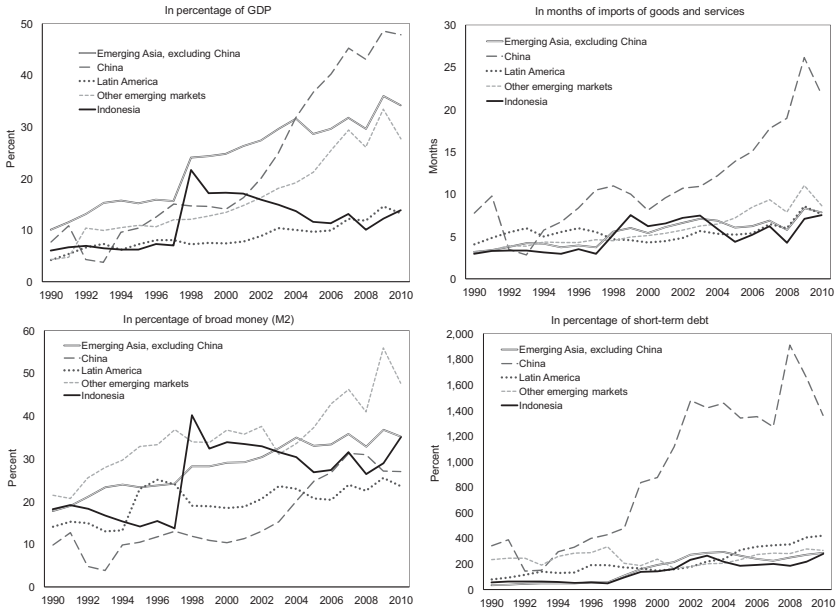 In percentage of GDP
50
40
30
20
10
0
Percent
Emerging Asia, excluding China
China
Latin America
Other emerging markets
Indonesia
1990 1992 1994 1996 1998 2000 2002 2004 2006 2008 2010
In months of imports of goods and services
30
25
20
15
10
5
0
Months
Emerging Asia, excluding China
China
Latin America
Other emerging markets
Indonesia
1990 1992 1994 1996 1998 2000 2002 2004 2006 2008 2010
In percentage of broad money (M2)
60
50
40
30
20
10
0
Percent
Emerging Asia, excluding China
China
Latin America
Other emerging markets
Indonesia
1990 1992 1994 1996 1998 2000 2002 2004 2006 2008 2010
In percentage of short-term debt
2,000
1,800
1,600
1,400
1,200
1,000
800
600
400
200
0
Percent
Emerging Asia, excluding China
China
Latin America
Other emerging markets
Indonesia
1990 1992 1994 1996 1998 2000 2002 2004 2006 2008 2010